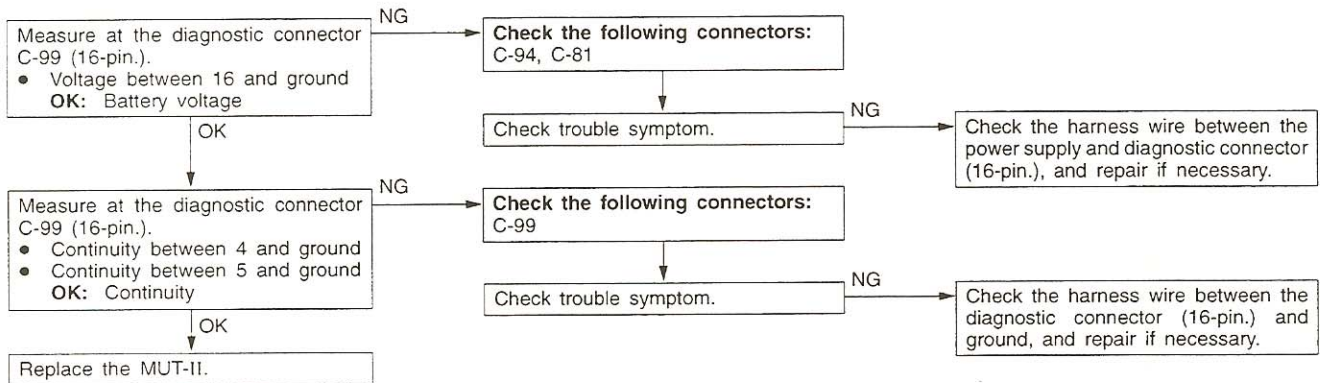 Measure at the diagnostic connector
C-99 (16-pin.).
● Voltage between 16 and ground
OK: Battery voltage
NG
Check the following connectors:
C-94, C-81
Check trouble symptom.
NG
Check the harness wire between the
power supply and diagnostic connector
(16-pin.), and repair if necessary.
OK
Measure at the diagnostic connector
C-99 (16-pin.).
● Continuity between 4 and ground
● Continuity between 5 and ground
OK: Continuity
NG
Check the following connectors:
C-99
Check trouble symptom.
NG
Check the harness wire between the
diagnostic connector (16-pin.) and
ground, and repair if necessary.
OK
Replace the MUT-II.